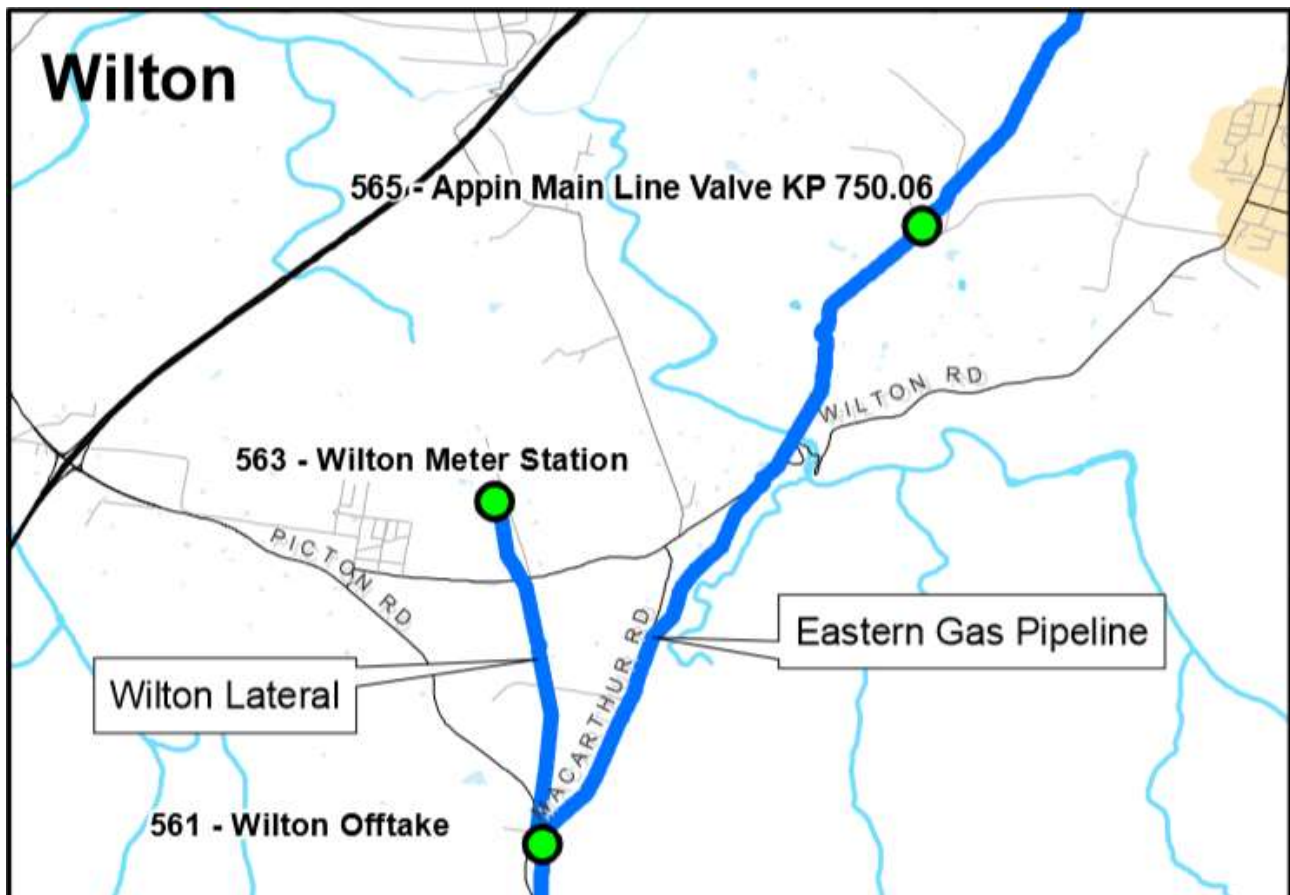 Wilton
565 - Appin Main Line Valve KP 750.06
WILTON RD
563 - Wilton Meter Station
PICTON RD
Eastern Gas Pipeline
MACARTHUR RD
Wilton Lateral
561 - Wilton Offtake